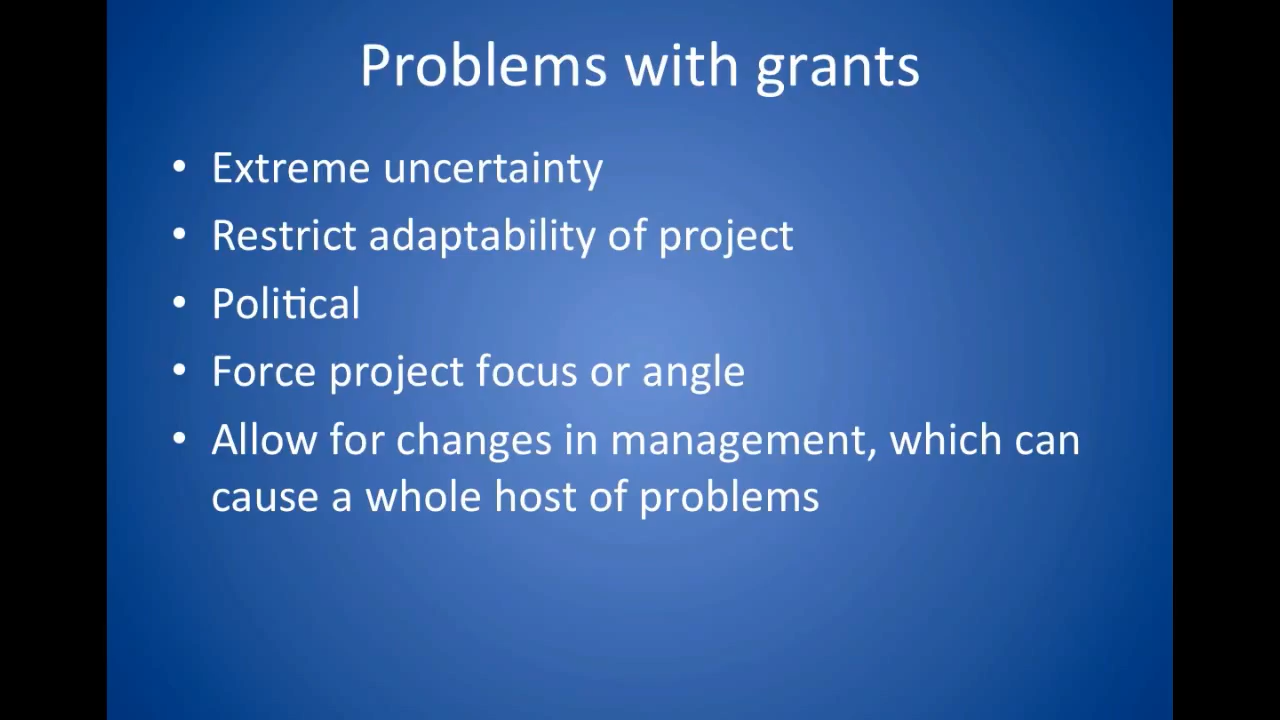 Problems with grants
• Extreme uncertainty
• Restrict adaptability of project
• Political
• Force project focus or angle
• Allow for changes in management, which can
cause a whole host of problems